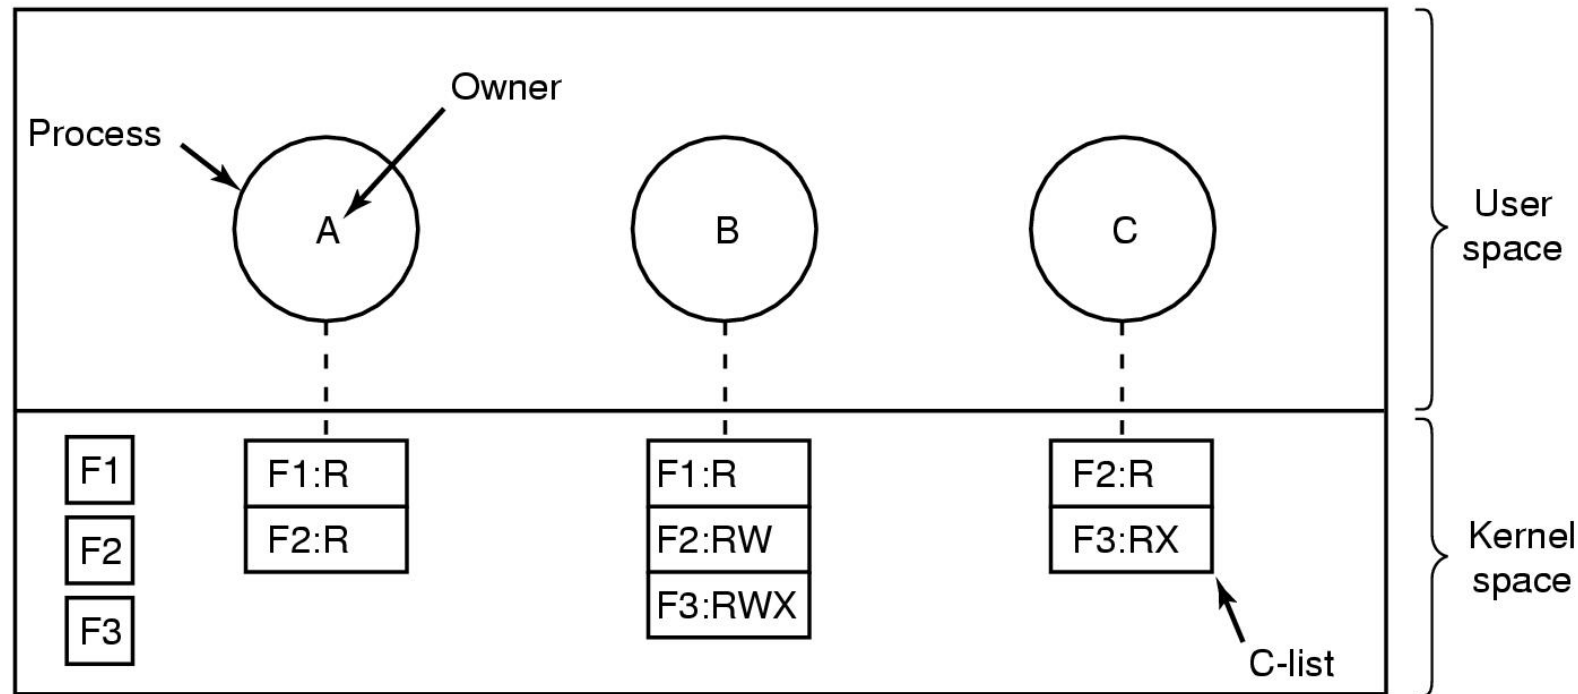 Owner
Process
A
B
C
User
space
F1
F2
F3
F1:R
F2:R
F1:R
F2:RW
F3:RWX
F2:R
F3:RX
C-list
Kernel
space